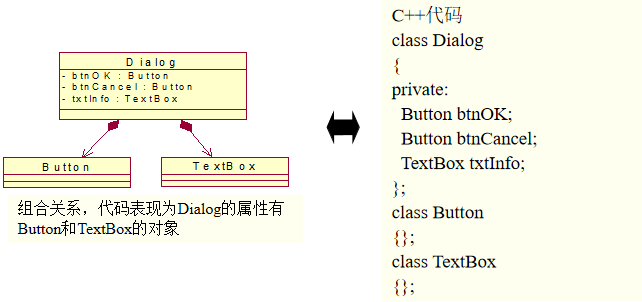 Dialog
- btnOK : Button
- btnCancel : Button
- txtInfo : TextBox
Button
TextBox
组合关系，代码表现为Dialog的属性有
Button和TextBox的对象
C++代码
class Dialog
{
private:
Button btnOK;
Button btnCancel;
TextBox txtInfo;
};
class Button
{};
class TextBox
{};